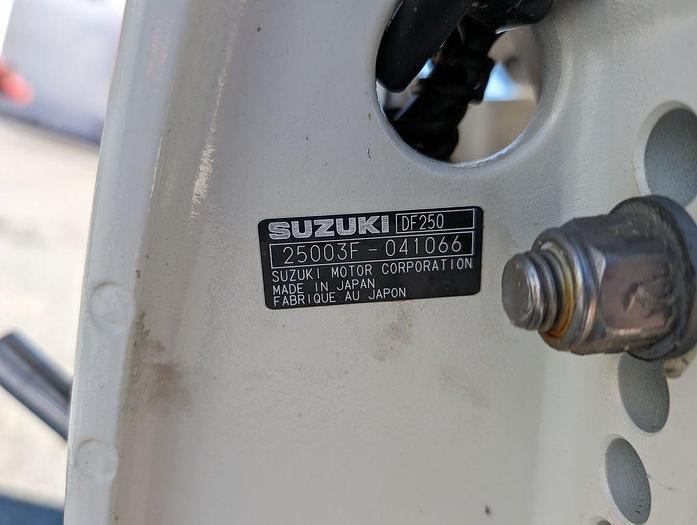 SUZUKI DF250
25003F-041066
SUZUKI MOTOR CORPORATION
MADE IN JAPAN
FABRIQUE AU JAPON